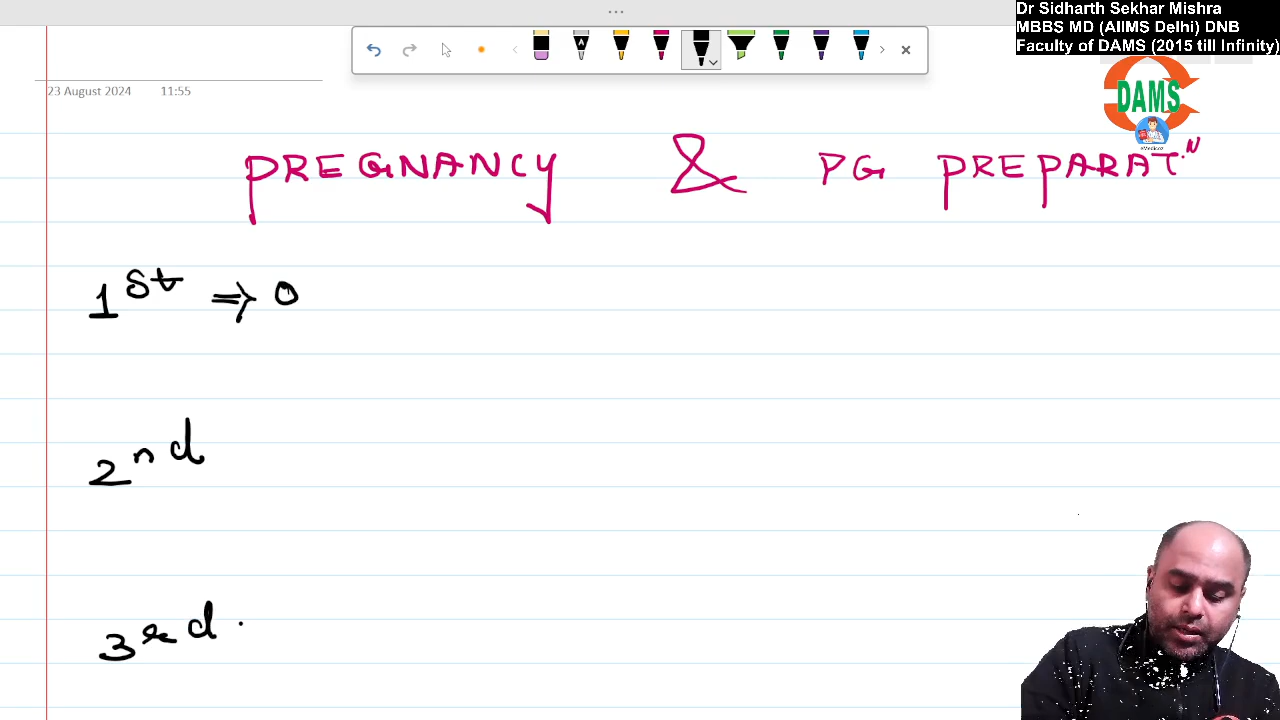 Dr Sidharth Sekhar Mishra
MBBS MD (AIIMS Delhi) DNB
Faculty of DAMS (2015 till Infinity)
DAMS
23 August 2024 11:55
PREGNANCY & PG PREPARAT.N
1st ⇒ 0
2nd
3rd .